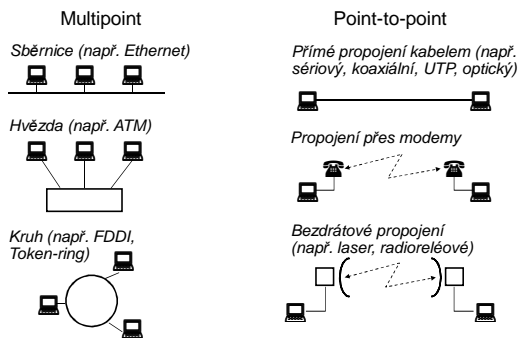 Multipoint
Sběrnice (např. Ethernet)
Hvězda (např. ATM)
Kruh (např. FDDI,
Token-ring)
Point-to-point
Přímé propojení kabelem (např.
sériový, koaxiální, UTP, optický)
Propojení přes modemy
Bezdrátové propojení
(např. laser, radioreléové)